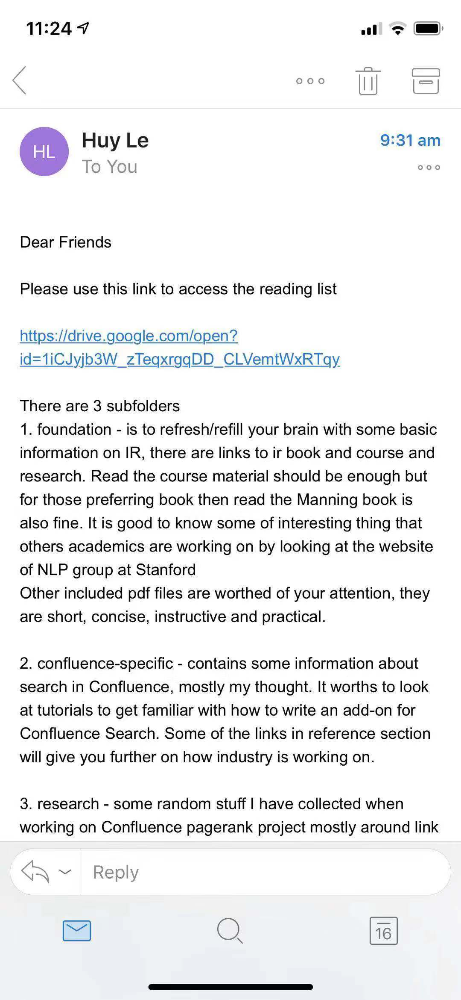 11:24
HL
Huy Le
9:31 am
To You
Dear Friends
Please use this link to access the reading list
https://drive.google.com/open?
id=1iCJyjb3W_zTeqxrgqDD_CLVemtWxRTqy
There are 3 subfolders
1. foundation - is to refresh/refill your brain with some basic
information on IR, there are links to ir book and course and
research. Read the course material should be enough but
for those preferring book then read the Manning book is
also fine. It is good to know some of interesting thing that
others academics are working on by looking at the website
of NLP group at Stanford
Other included pdf files are worthed of your attention, they
are short, concise, instructive and practical.
2. confluence-specific - contains some information about
search in Confluence, mostly my thought. It worths to look
at tutorials to get familiar with how to write an add-on for
Confluence Search. Some of the links in reference section
will give you further on how industry is working on.
3. research - some random stuff I have collected when
working on Confluence pagerank project mostly around link
Reply
16